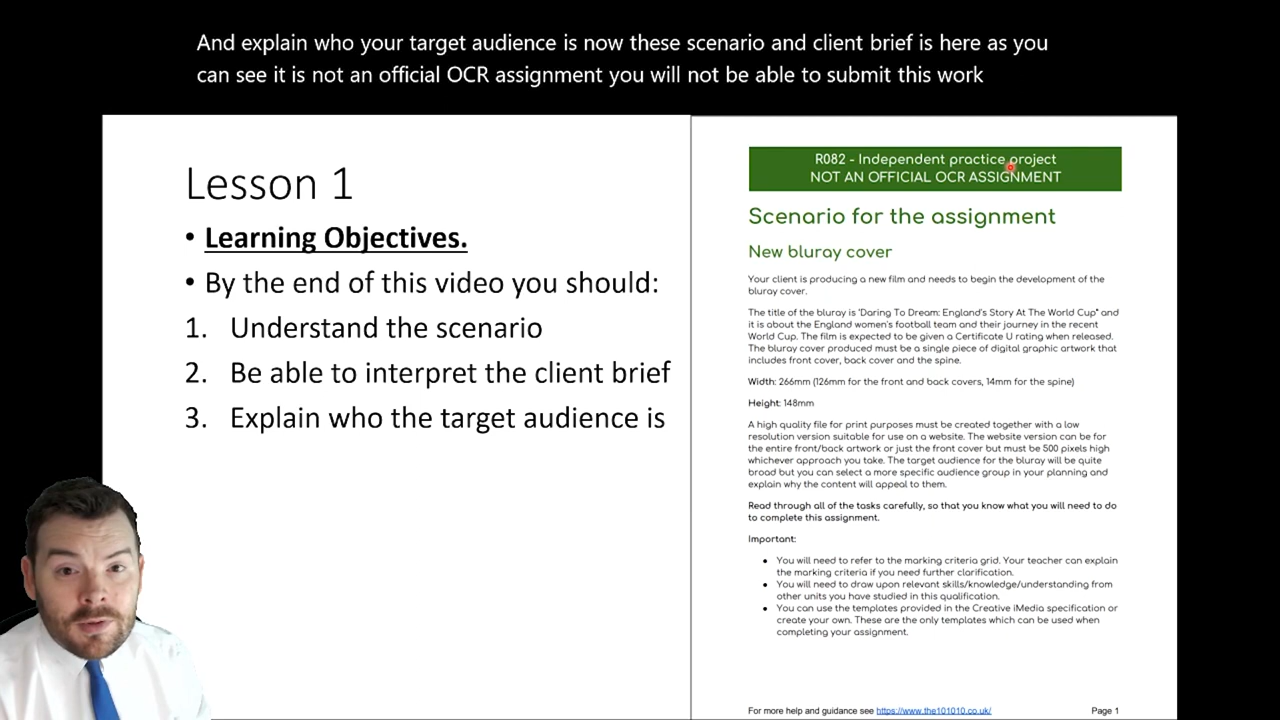 And explain who your target audience is now these scenario and client brief is here as you
can see it is not an official OCR assignment you will not be able to submit this work
Lesson 1
• Learning Objectives.
• By the end of this video you should:
1. Understand the scenario
2. Be able to interpret the client brief
3. Explain who the target audience is
R082 - Independent practice project
NOT AN OFFICIAL OCR ASSIGNMENT
Scenario for the assignment
New bluray cover
Your client is producing a new film and needs to begin the development of the
bluray cover.
The title of the bluray is 'Daring To Dream: England's Story At The World Cup" and
it is about the England women's football team and their journey in the recent
World Cup. The film is expected to be given a Certificate U rating when released.
The bluray cover produced must be a single piece of digital graphic artwork that
includes front cover, back cover and the spine.
Width: 266mm (126mm for the front and back covers, 14mm for the spine)
Height: 148mm
A high quality file for print purposes must be created together with a low
resolution version suitable for use on a website. The website version can be for
the entire front/back artwork or just the front cover but must be 500 pixels high
whichever approach you take. The target audience for the bluray will be quite
broad but you can select a more specific audience group in your planning and
explain why the content will appeal to them.
Read through all of the tasks carefully, so that you know what you will need to do
to complete this assignment.
Important:
• You will need to refer to the marking criteria grid. Your teacher can explain
the marking criteria if you need further clarification.
• You will need to draw upon relevant skills/knowledge/understanding from
other units you have studied in this qualification.
• You can use the templates provided in the Creative iMedia specification or
create your own. These are the only templates which can be used when
completing your assignment.
For more help and guidance see https://www.the101010.co.uk/ Page 1